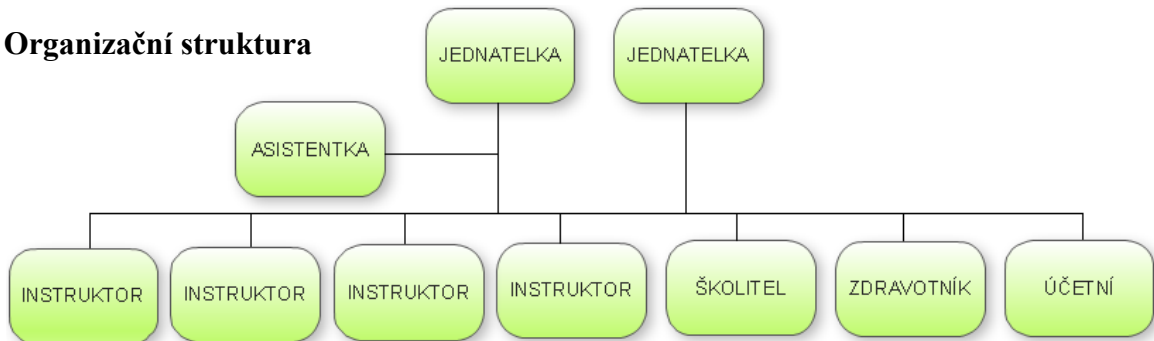 Organizační struktura
JEDNATELKA
JEDNATELKA
ASISTENTKA
INSTRUKTOR
INSTRUKTOR
INSTRUKTOR
INSTRUKTOR
ŠKOLITEL
ZDRAVOTNÍK
ÚČETNÍ